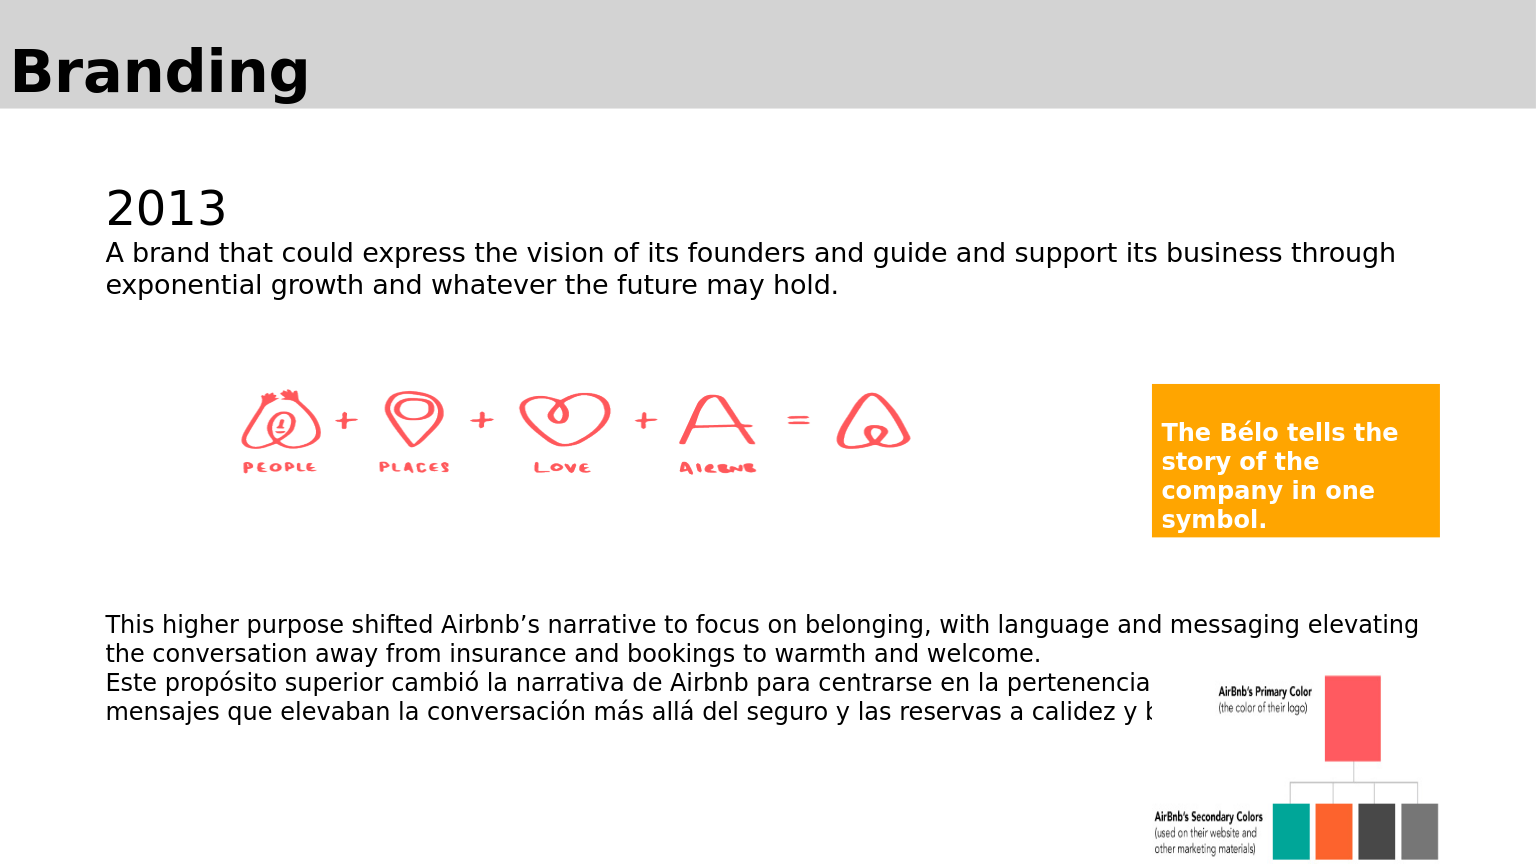 Branding
2013
A brand that could express the vision of its founders and guide and support its business through
exponential growth and whatever the future may hold.
PEOPLE + PLACES + LOVE + AIRBNB =
The Bélo tells the
story of the
company in one
symbol.
This higher purpose shifted Airbnb’s narrative to focus on belonging, with language and messaging elevating
the conversation away from insurance and bookings to warmth and welcome.
Este propósito superior cambió la narrativa de Airbnb para centrarse en la pertenencia
mensajes que elevaban la conversación más allá del seguro y las reservas a calidez y
AirBnb's Primary Color
(the color of their logo)
AirBnb's Secondary Colors
(used on their website and
other marketing materials)